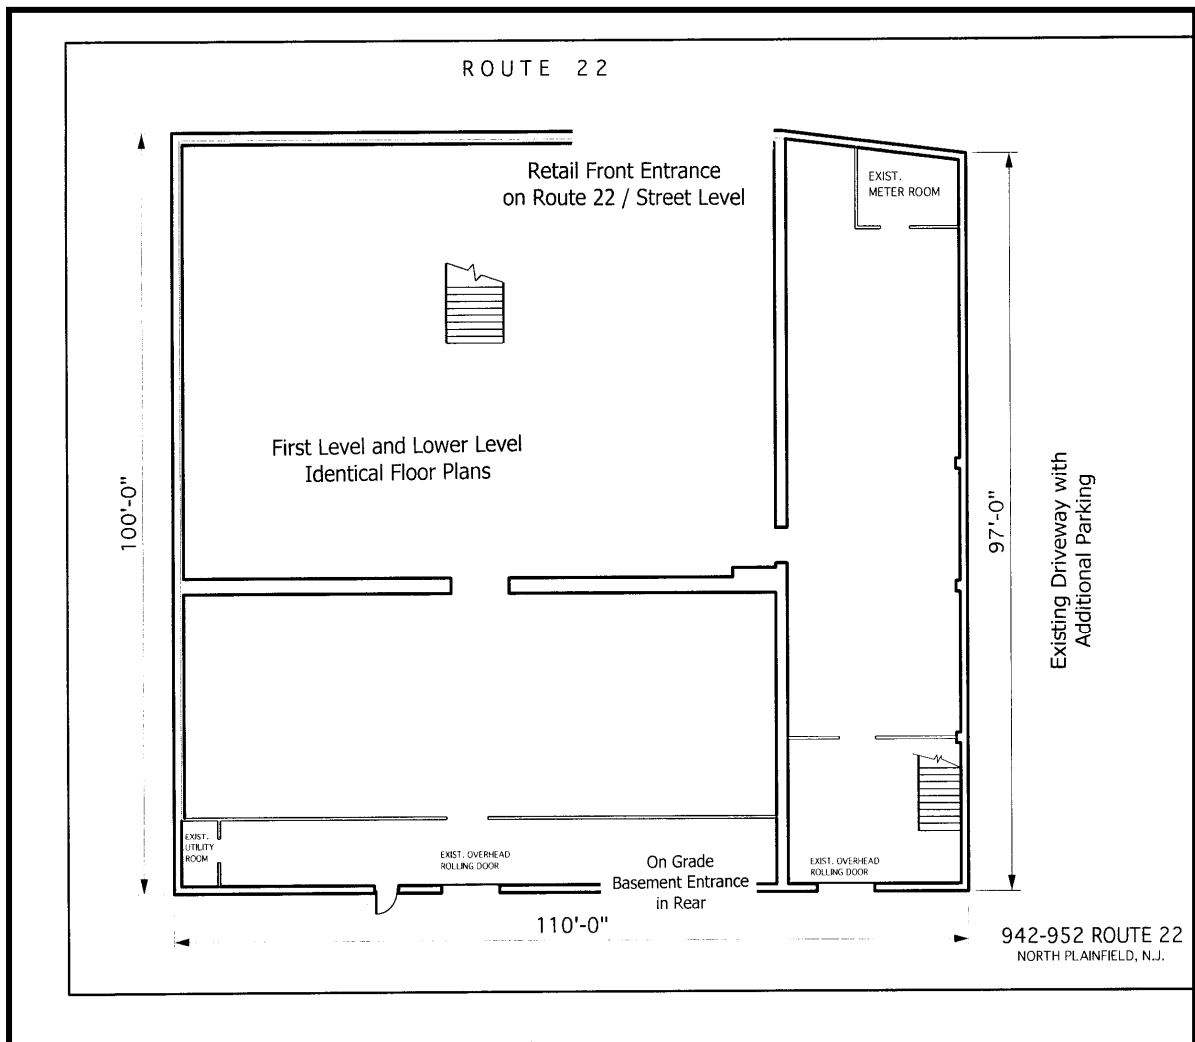 ROUTE 22
Retail Front Entrance
on Route 22 / Street Level
EXIST.
METER ROOM
First Level and Lower Level
Identical Floor Plans
100'-0"
97'-0"
Existing Driveway with
Additional Parking
EXIST.
UTILITY
ROOM
EXIST. OVERHEAD
ROLLING DOOR
On Grade
Basement Entrance
in Rear
EXIST. OVERHEAD
ROLLING DOOR
110'-0"
942-952 ROUTE 22
NORTH PLAINFIELD, N.J.